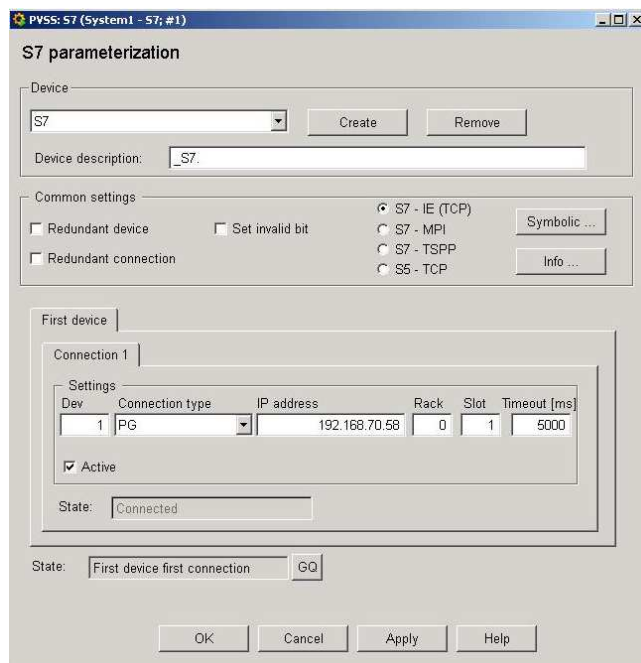 PVSS: S7 (System1 - S7; #1)
S7 parameterization
Device
S7
Create
Remove
Device description:
_S7.
Common settings
Redundant device
Set invalid bit
S7 - IE (TCP)
S7 - MPI
S7 - TSPP
S5 - TCP
Symbolic ...
Redundant connection
Info ...
First device
Connection 1
Settings
Dev Connection type IP address Rack Slot Timeout [ms]
1 PG 192.168.70.58 0 1 5000
Active
State: Connected
State: First device first connection GQ
OK Cancel Apply Help